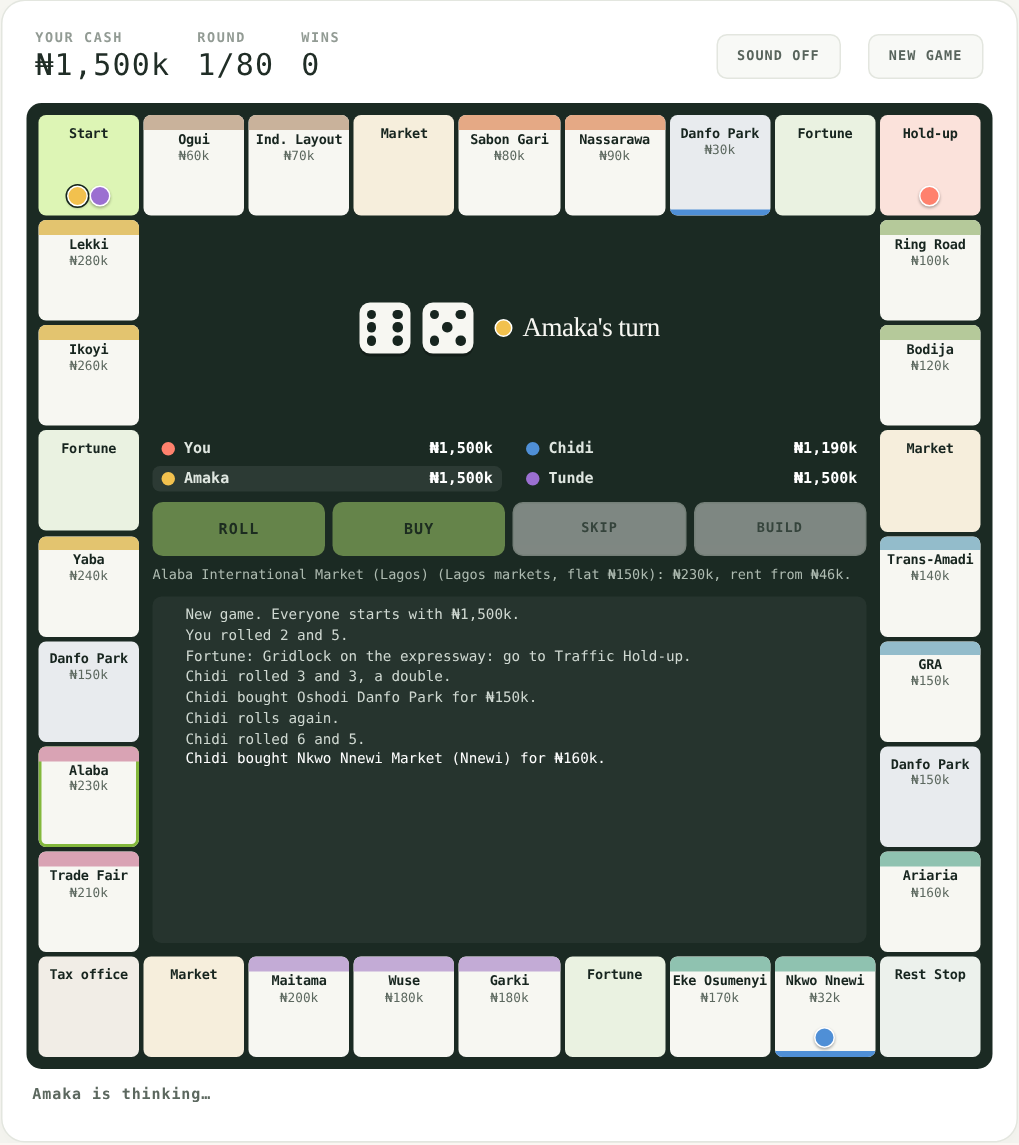 YOUR CASH ROUND WINS
₦1,500k 1/80 0
SOUND OFF NEW GAME
Start
Ogui
₦60k
Ind. Layout
₦70k
Market
Sabon Gari
₦80k
Nassarawa
₦90k
Danfo Park
₦30k
Fortune
Hold-up
Lekki
₦280k
Ring Road
₦100k
Amaka's turn
Ikoyi
₦260k
Bodija
₦120k
Fortune
Market
You ₦1,500k Chidi ₦1,190k
Amaka ₦1,500k Tunde ₦1,500k
ROLL BUY SKIP BUILD
Yaba
₦240k
Trans-Amadi
₦140k
Alaba International Market (Lagos) (Lagos markets, flat ₦150k): ₦230k, rent from ₦46k.
New game. Everyone starts with ₦1,500k.
You rolled 2 and 5.
Fortune: Gridlock on the expressway: go to Traffic Hold-up.
Chidi rolled 3 and 3, a double.
Chidi bought Oshodi Danfo Park for ₦150k.
Chidi rolls again.
Chidi rolled 6 and 5.
Chidi bought Nkwo Nnewi Market (Nnewi) for ₦160k.
Danfo Park
₦150k
GRA
₦150k
Alaba
₦230k
Danfo Park
₦150k
Trade Fair
₦210k
Ariaria
₦160k
Tax office
Market
Maitama
₦200k
Wuse
₦180k
Garki
₦180k
Fortune
Eke Osumenyi
₦170k
Nkwo Nnewi
₦32k
Rest Stop
Amaka is thinking…